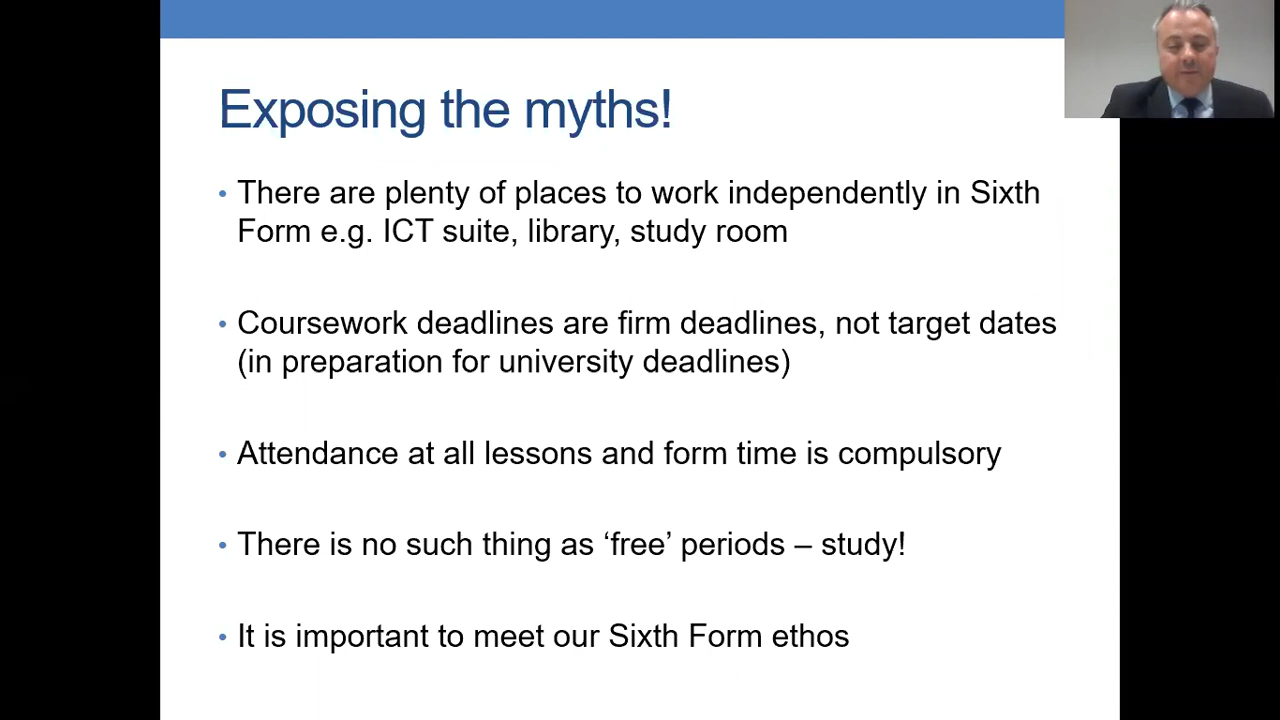 Exposing the myths!
• There are plenty of places to work independently in Sixth
Form e.g. ICT suite, library, study room
• Coursework deadlines are firm deadlines, not target dates
(in preparation for university deadlines)
• Attendance at all lessons and form time is compulsory
• There is no such thing as ‘free’ periods – study!
• It is important to meet our Sixth Form ethos